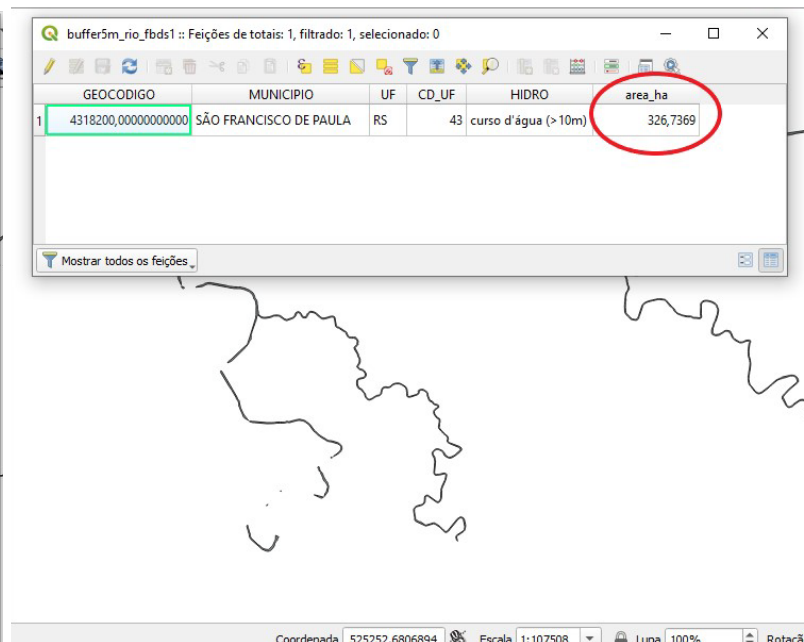 buffer5m_rio_fbds1 :: Feições de totais: 1, filtrado: 1, selecionado: 0
GEOCODIGO MUNICIPIO UF CD_UF HIDRO area_ha
1 4318200,00000000000 SÃO FRANCISCO DE PAULA RS 43 curso d'água (>10m) 326,7369
Mostrar todos os feições
Coordenada 525252,6806894 Escala 1:107508 Lupa 100% Rotaçã